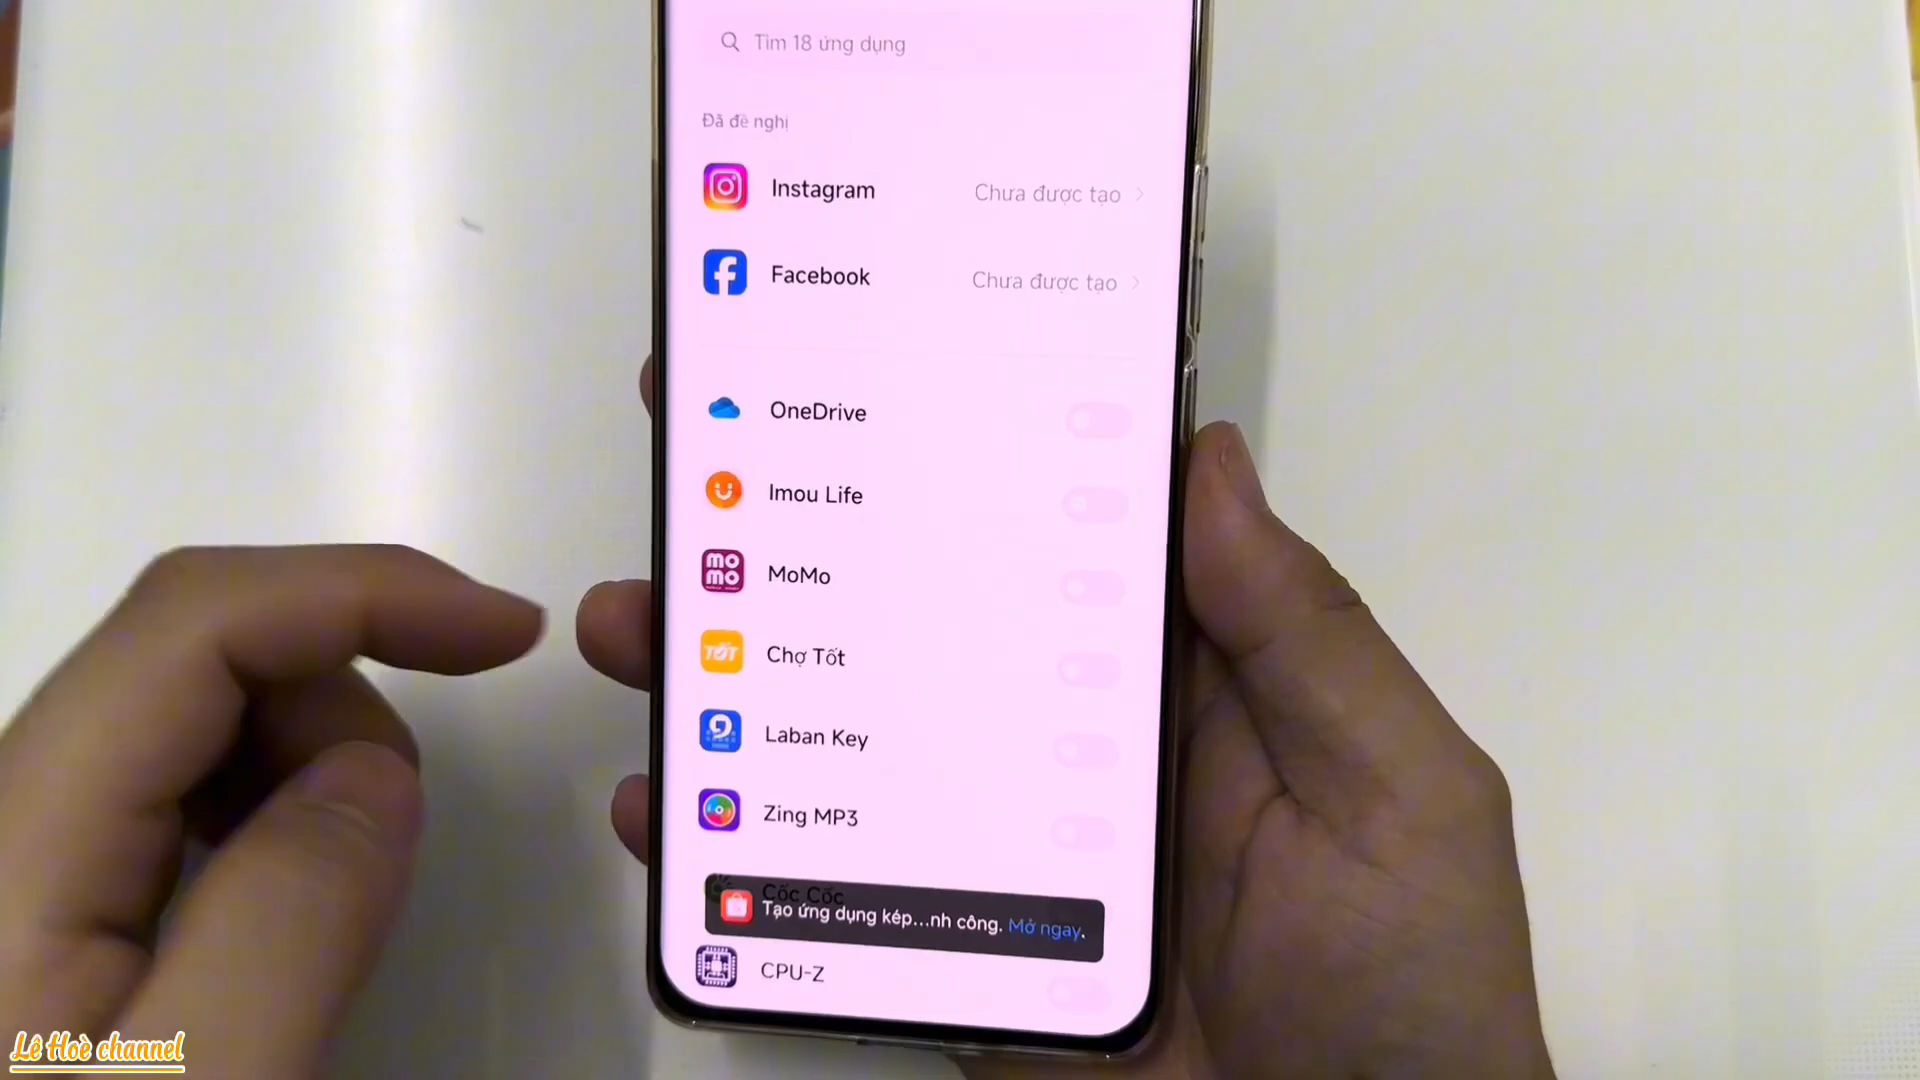 Tìm 18 ứng dụng
Đã đề nghị
Instagram Chưa được tạo
Facebook Chưa được tạo
OneDrive
Imou Life
mo
mo
MoMo
TỐT
Chợ Tốt
Laban Key
Zing MP3
Cốc Cốc
Tạo ứng dụng kép...nh công. Mở ngay.
CPU-Z
Lê Hoè channel